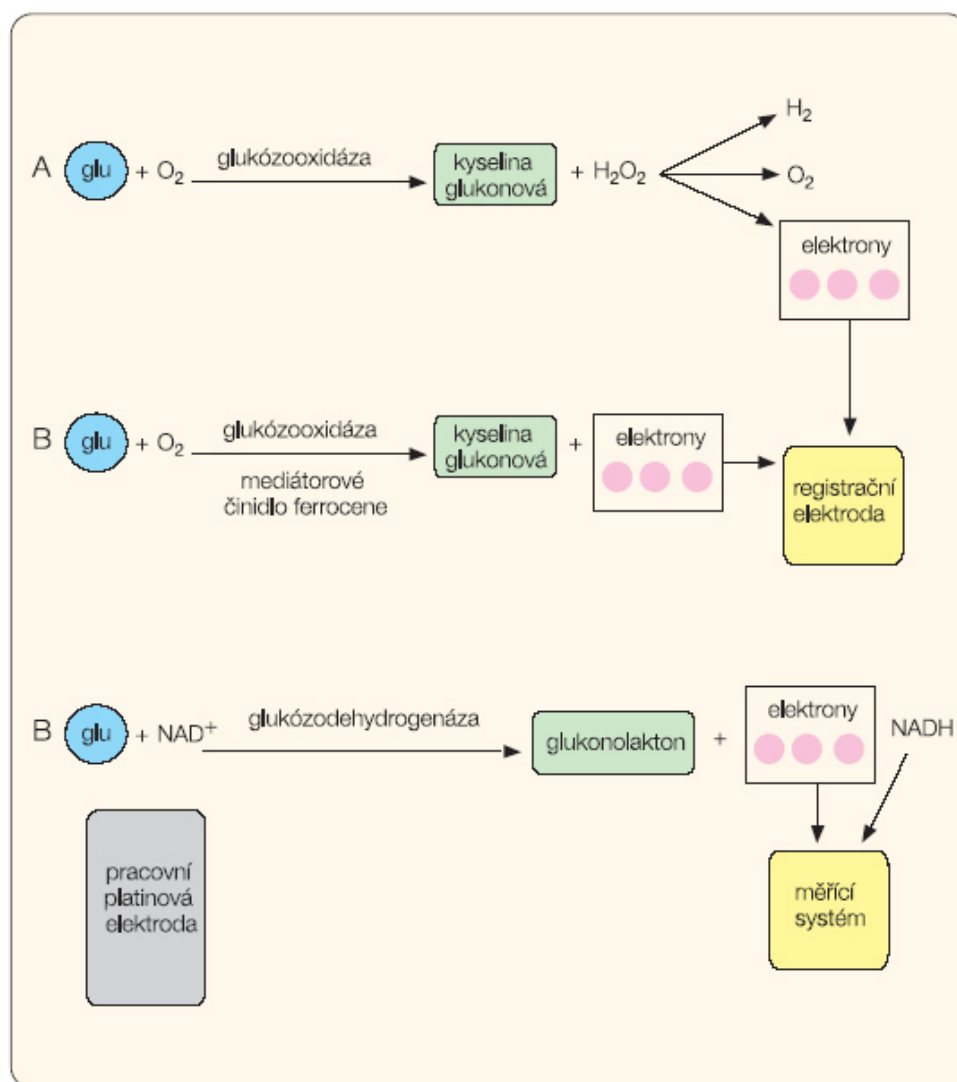 A glu + O2 glukózooxidáza kyselina glukonová + H2O2
H2
O2
elektrony
B glu + O2 glukózooxidáza
mediátorové
činidlo ferrocene
kyselina
glukonová
+
elektrony
registrační
elektroda
B glu + NAD+ glukózodehydrogenáza glukonolakton +
elektrony
NADH
pracovní
platinová
elektroda
měřící
systém